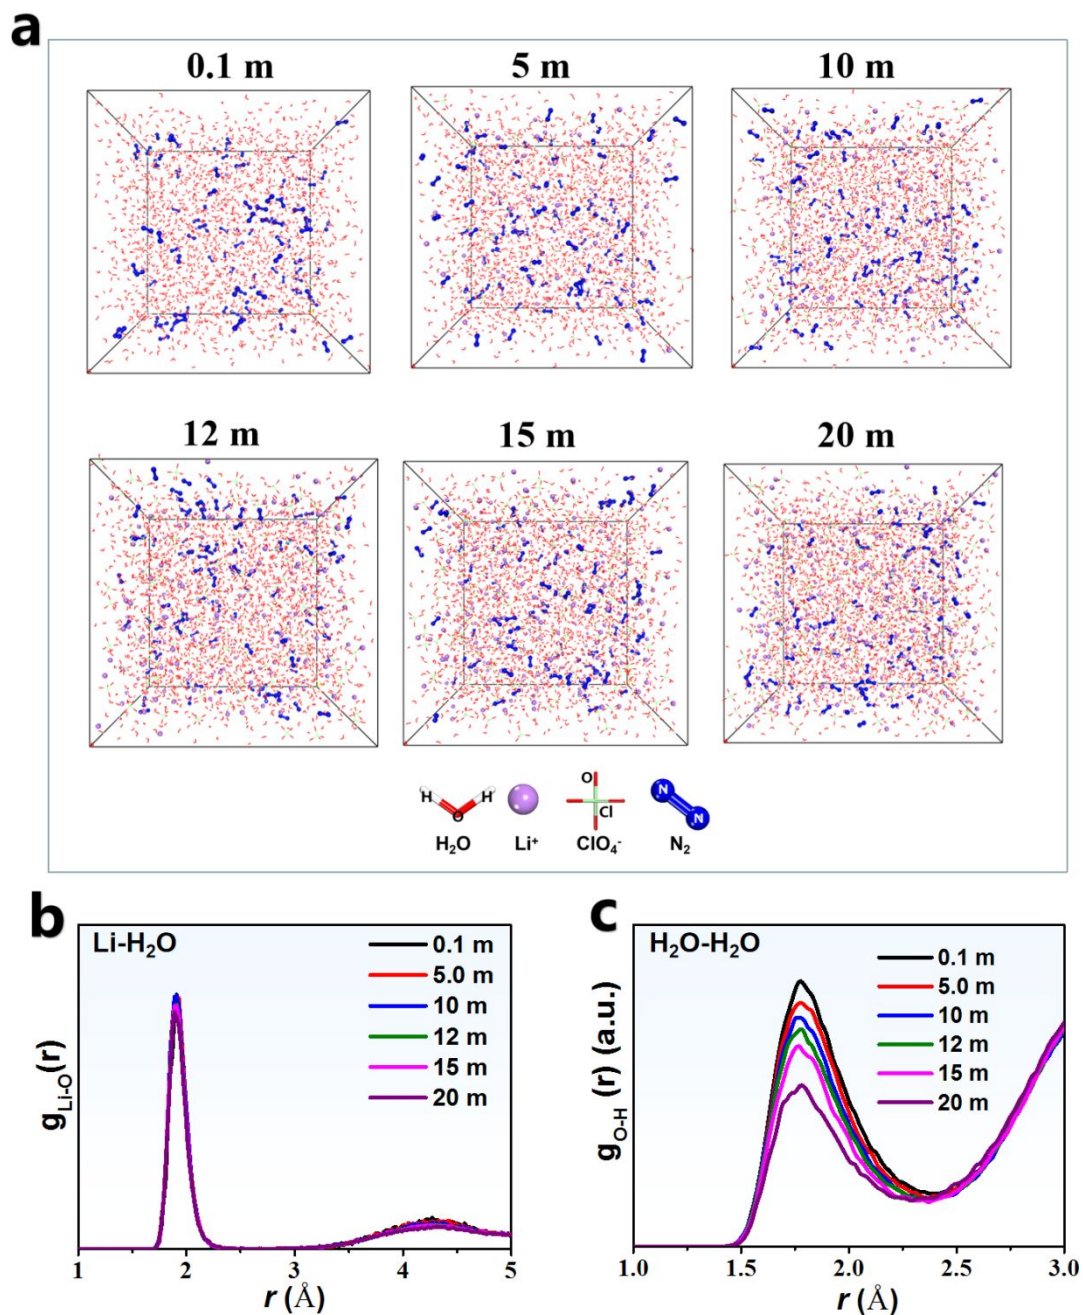 a
0.1 m 5 m 10 m
12 m 15 m 20 m
H O H O Cl N N
H₂O Li⁺ ClO₄⁻ N₂
b
Li-H₂O
0.1 m
5.0 m
10 m
12 m
15 m
20 m
g_Li-O(r)
1 2 3 4 5
r (Å)
c
H₂O-H₂O
0.1 m
5.0 m
10 m
12 m
15 m
20 m
g_O-H (r) (a.u.)
1.0 1.5 2.0 2.5 3.0
r (Å)